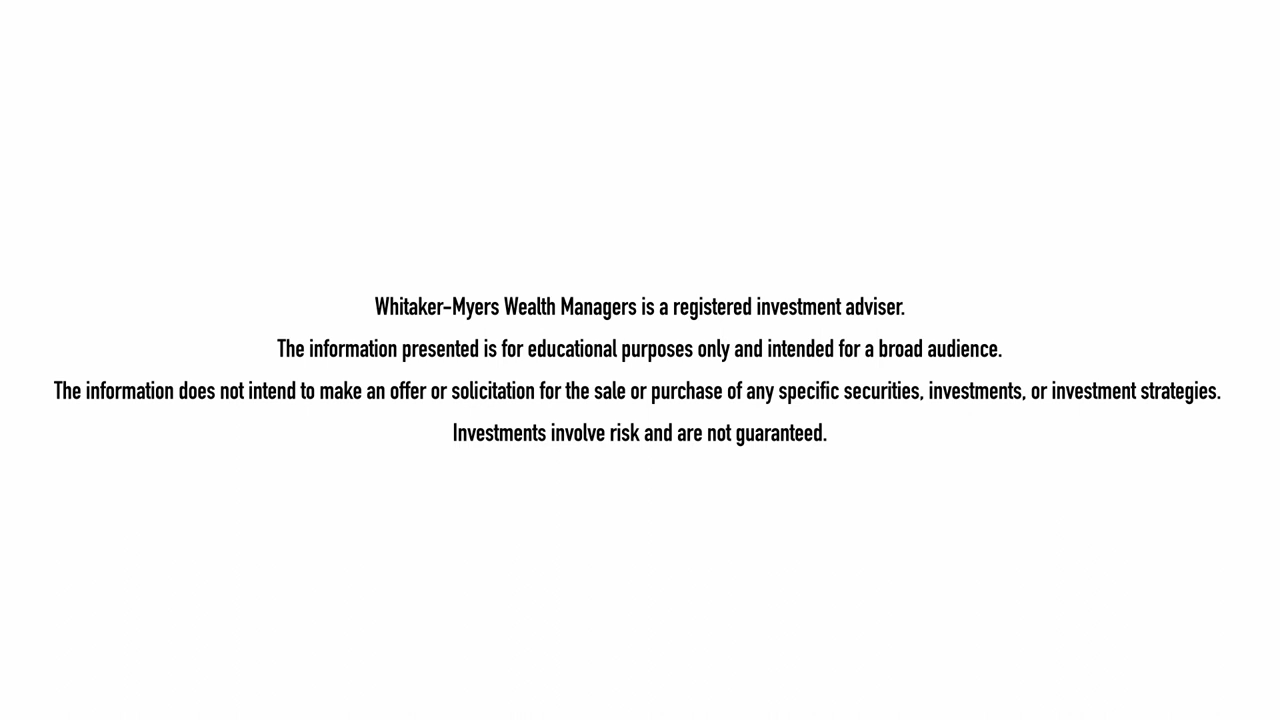 Whitaker-Myers Wealth Managers is a registered investment adviser.
The information presented is for educational purposes only and intended for a broad audience.
The information does not intend to make an offer or solicitation for the sale or purchase of any specific securities, investments, or investment strategies.
Investments involve risk and are not guaranteed.